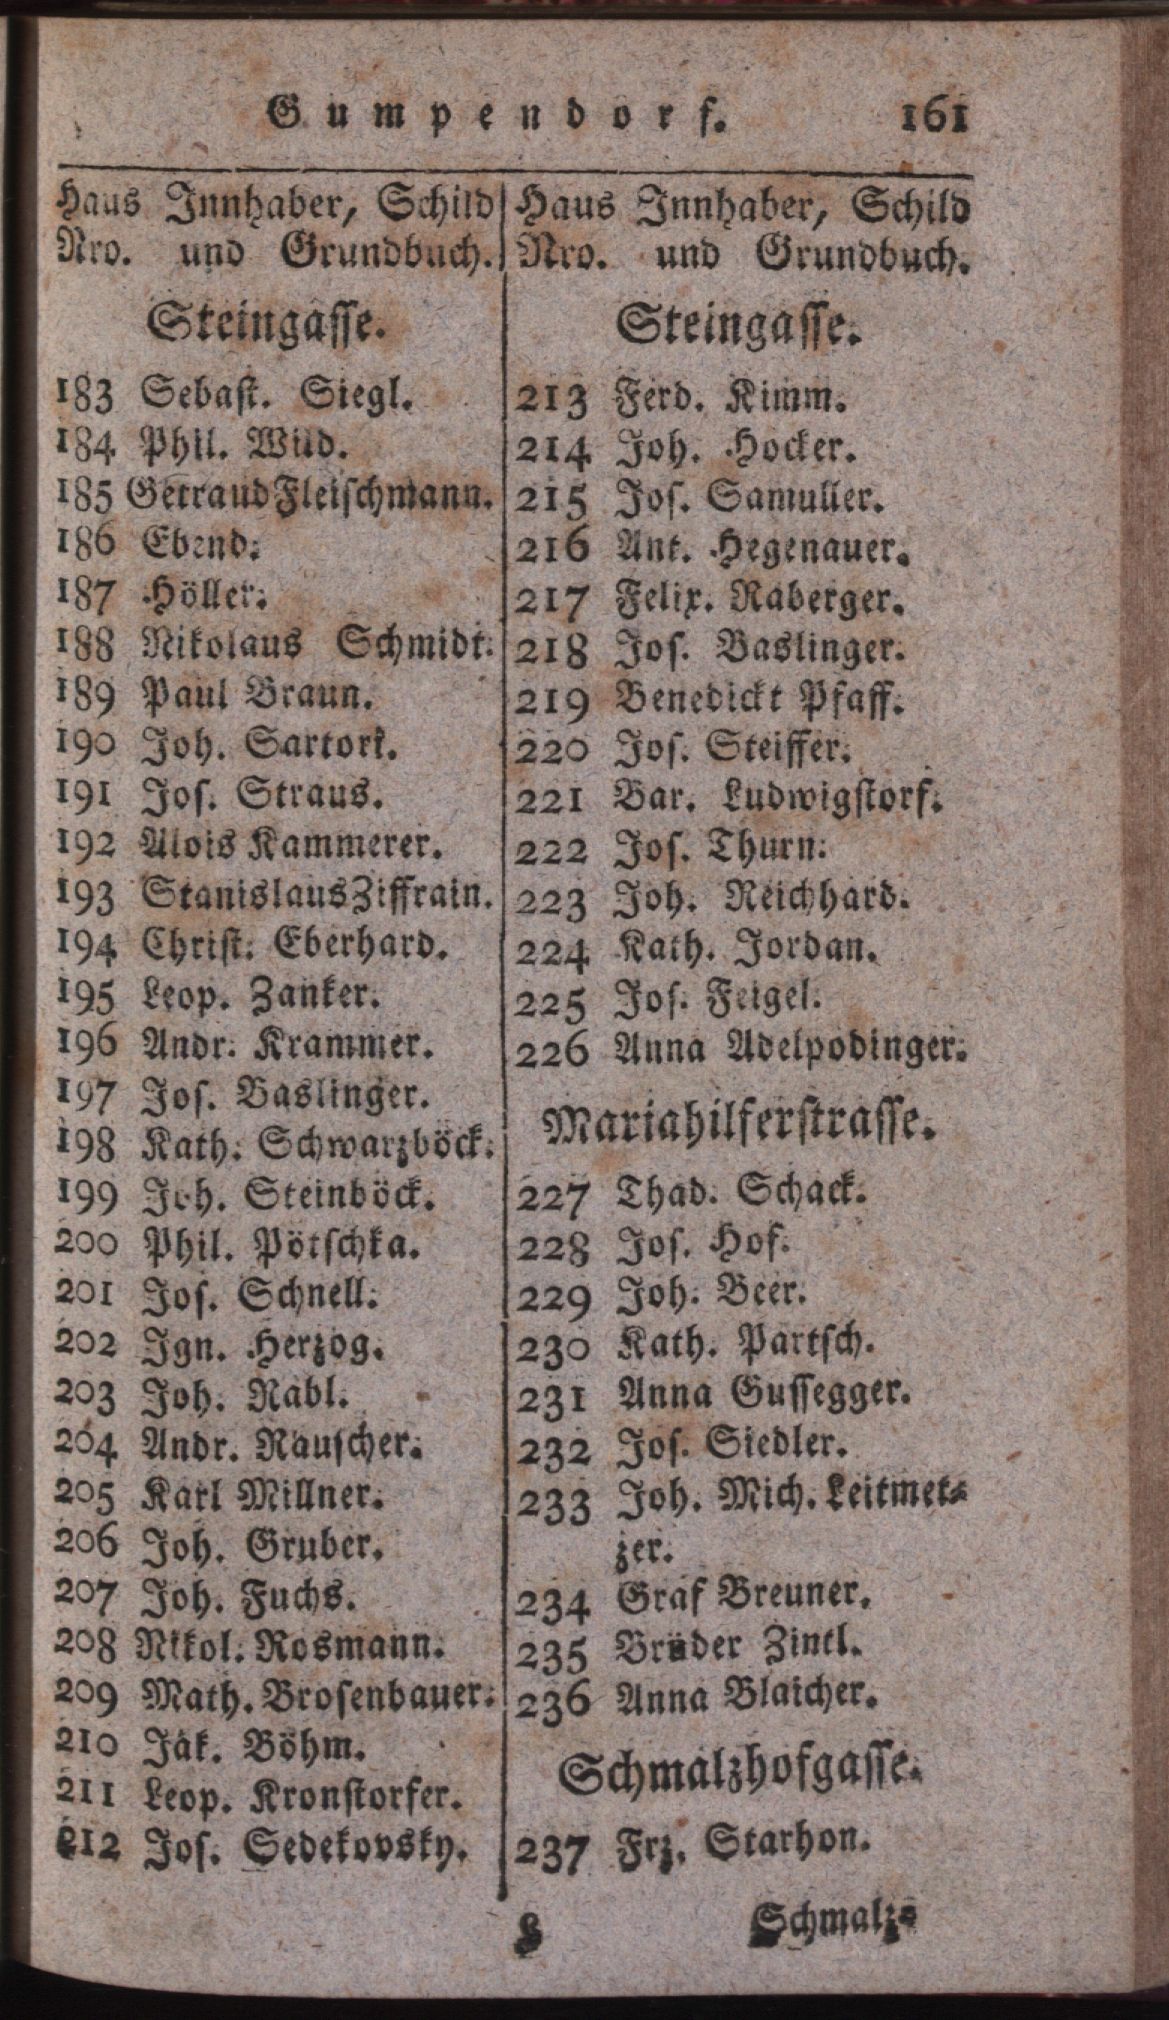 Gumpendorf. 161
Haus Innhaber, Schild
Nro. und Grundbuch.
Steingasse.
183 Sebast. Siegl.
184 Phil. Wild.
185 Getraud Fleischmann.
186 Ebend.
187 Höller.
188 Nikolaus Schmidt.
189 Paul Braun.
190 Joh. Sartori.
191 Jos. Straus.
192 Alois Kammerer.
193 Stanislaus Ziffrain.
194 Christ. Eberhard.
195 Leop. Zanker.
196 Andr. Krammer.
197 Jos. Baslinger.
198 Kath. Schwarzböck.
199 Joh. Steinböck.
200 Phil. Pötschka.
201 Jos. Schnell.
202 Ign. Herzog.
203 Joh. Rabl.
204 Andr. Rauscher.
205 Karl Millner.
206 Joh. Gruber.
207 Joh. Fuchs.
208 Nikol. Rosmann.
209 Math. Brosenbauer.
210 Jak. Böhm.
211 Leop. Kronstorfer.
212 Jos. Sedekovsky.
Haus Innhaber, Schild
Nro. und Grundbuch.
Steingasse.
213 Ferd. Kimm.
214 Joh. Hocker.
215 Jos. Samuller.
216 Ant. Hegenauer.
217 Felix. Raberger.
218 Jos. Baslinger.
219 Benedickt Pfaff.
220 Jos. Steiffer.
221 Bar. Ludwigstorf.
222 Jos. Thurn.
223 Joh. Reichhard.
224 Kath. Jordan.
225 Jos. Feigel.
226 Anna Adelpodinger.
Mariahilferstrasse.
227 Thad. Schack.
228 Jos. Hof.
229 Joh. Beer.
230 Kath. Partsch.
231 Anna Gussegger.
232 Jos. Siedler.
233 Joh. Mich. Leitmet-
zer.
234 Graf Breuner.
235 Brüder Zintl.
236 Anna Blaicher.
Schmalzhofgasse.
237 Frz. Starhon.
8 Schmalz-